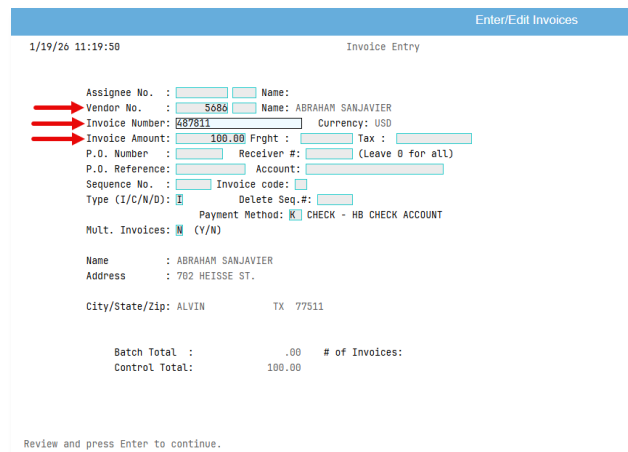 Enter/Edit Invoices
1/19/26 11:19:50 Invoice Entry
Assignee No. : Name:
Vendor No. : 5686 Name: ABRAHAM SANJAVIER
Invoice Number: 487811 Currency: USD
Invoice Amount: 100.00 Frght : Tax :
P.O. Number : Receiver #: (Leave 0 for all)
P.O. Reference: Account:
Sequence No. : Invoice code:
Type (I/C/N/D): I Delete Seq.#:
Payment Method: K CHECK - HB CHECK ACCOUNT
Mult. Invoices: N (Y/N)
Name : ABRAHAM SANJAVIER
Address : 702 HEISSE ST.
City/State/Zip: ALVIN TX 77511
Batch Total : .00 # of Invoices:
Control Total: 100.00
Review and press Enter to continue.